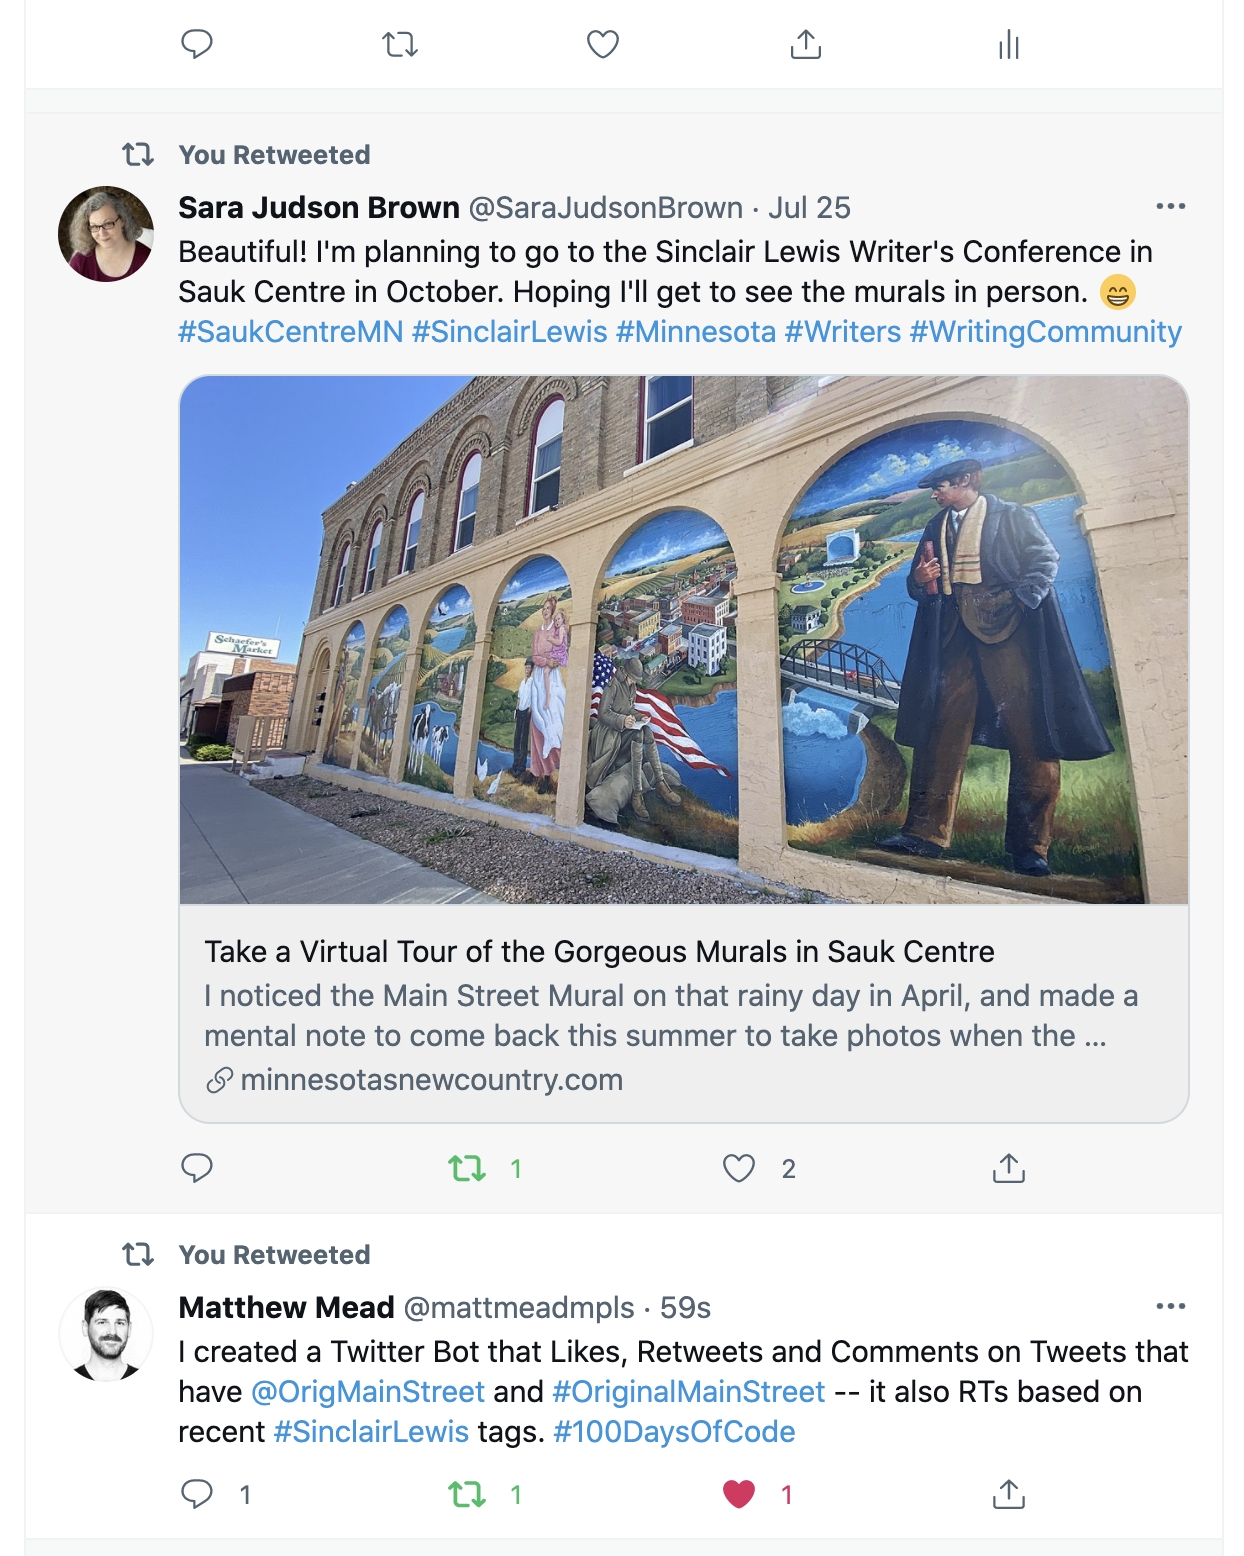 You Retweeted
Sara Judson Brown @SaraJudsonBrown · Jul 25
Beautiful! I'm planning to go to the Sinclair Lewis Writer's Conference in
Sauk Centre in October. Hoping I'll get to see the murals in person. 😁
#SaukCentreMN #SinclairLewis #Minnesota #Writers #WritingCommunity
Schaefer's
Market
Take a Virtual Tour of the Gorgeous Murals in Sauk Centre
I noticed the Main Street Mural on that rainy day in April, and made a
mental note to come back this summer to take photos when the ...
minnesotasnewcountry.com
1 2
You Retweeted
Matthew Mead @mattmeadmpls · 59s
I created a Twitter Bot that Likes, Retweets and Comments on Tweets that
have @OrigMainStreet and #OriginalMainStreet -- it also RTs based on
recent #SinclairLewis tags. #100DaysOfCode
1 1 1